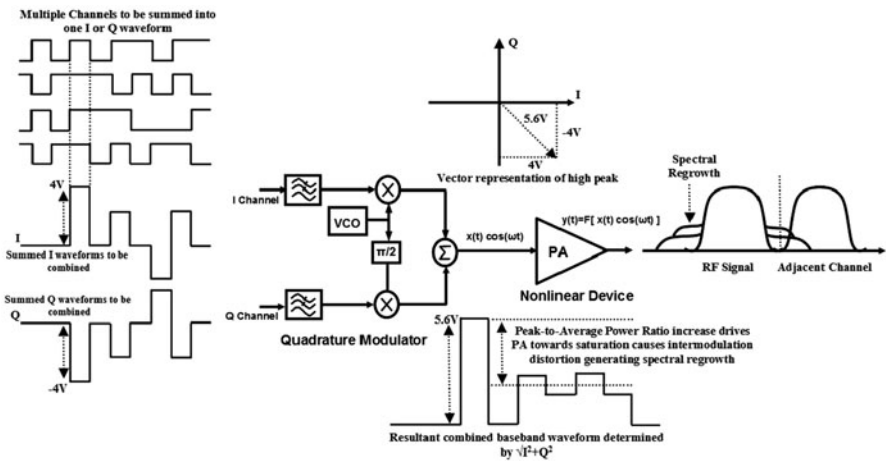 Multiple Channels to be summed into
one I or Q waveform
4V
I
Summed I waveforms to be
combined
Summed Q waveforms to be
combined
Q
-4V
Q
I
5.6V
-4V
4V
Vector representation of high peak
I Channel
VCO
π/2
Q Channel
Quadrature Modulator
Σ
x(t) cos(ωt)
y(t)=F[ x(t) cos(ωt) ]
PA
Nonlinear Device
Spectral
Regrowth
RF Signal
Adjacent Channel
5.6V
Peak-to-Average Power Ratio increase drives
PA towards saturation causes intermodulation
distortion generating spectral regrowth
Resultant combined baseband waveform determined
by √I²+Q²